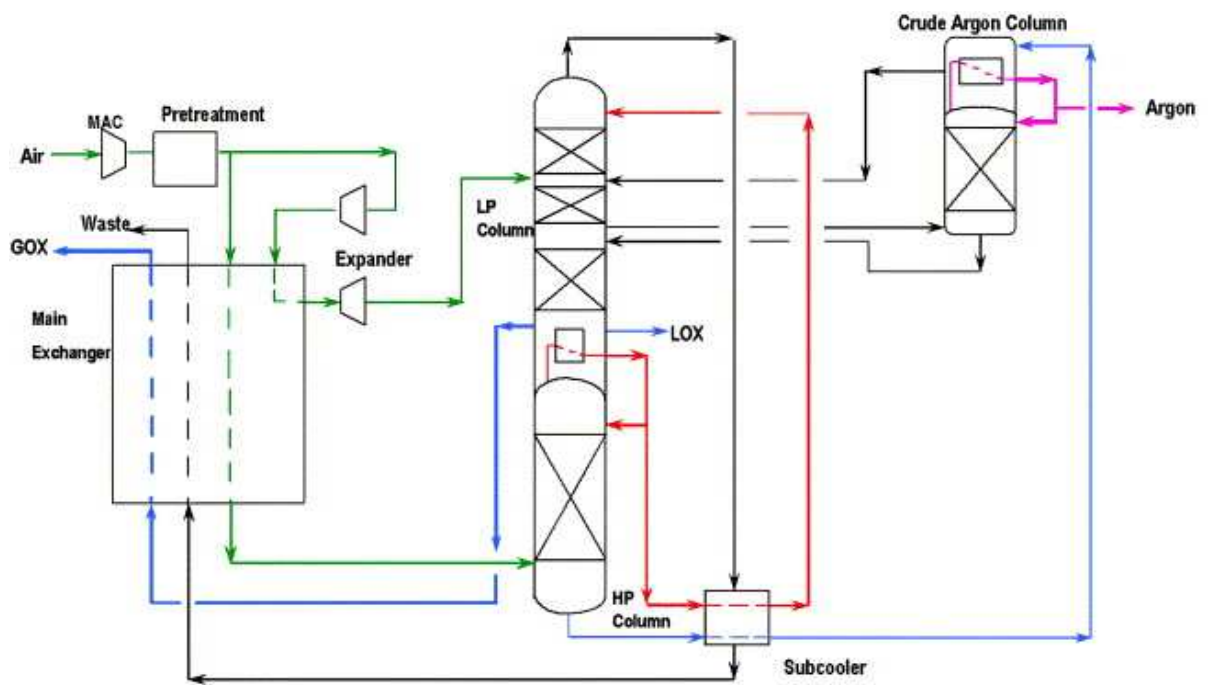 Crude Argon Column
Pretreatment
MAC
Argon
Air
LP
Column
Waste
GOX
Expander
Main
Exchanger
LOX
HP
Column
Subcooler